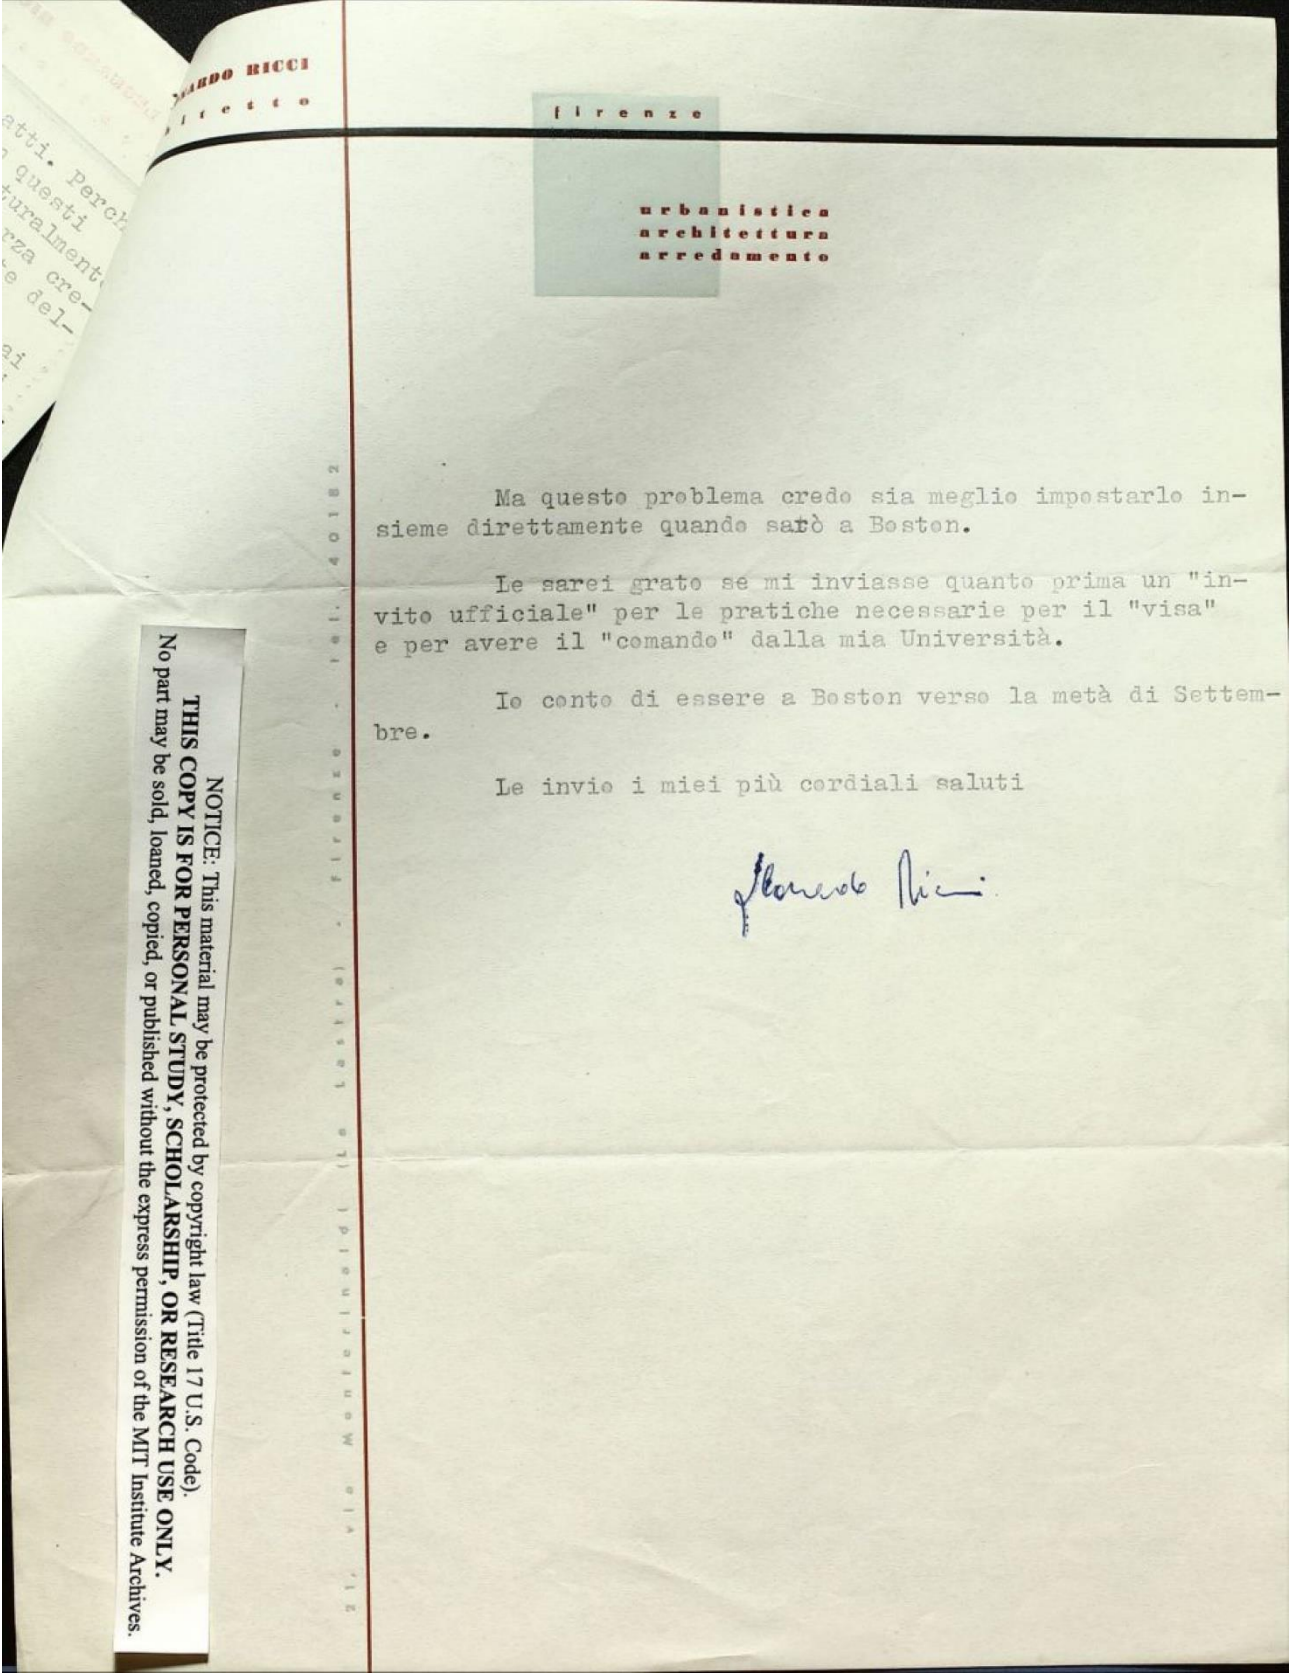 NARDO RICCI
itetto
firenze
urbanistica
architettura
arredamento
atti. Perch
questi
turalmente
rza cre-
e del-
ai
Ma questo problema credo sia meglio impostarlo in-
sieme direttamente quando sarò a Boston.
Le sarei grato se mi inviasse quanto prima un "in-
vito ufficiale" per le pratiche necessarie per il "visa"
e per avere il "comando" dalla mia Università.
Io conto di essere a Boston verso la metà di Settem-
bre.
Le invio i miei più cordiali saluti
Leonardo Ricci
21, via Monterinaldi (le lastre) - firenze - tel. 40182
NOTICE: This material may be protected by copyright law (Title 17 U.S. Code).
THIS COPY IS FOR PERSONAL STUDY, SCHOLARSHIP, OR RESEARCH USE ONLY.
No part may be sold, loaned, copied, or published without the express permission of the MIT Institute Archives.